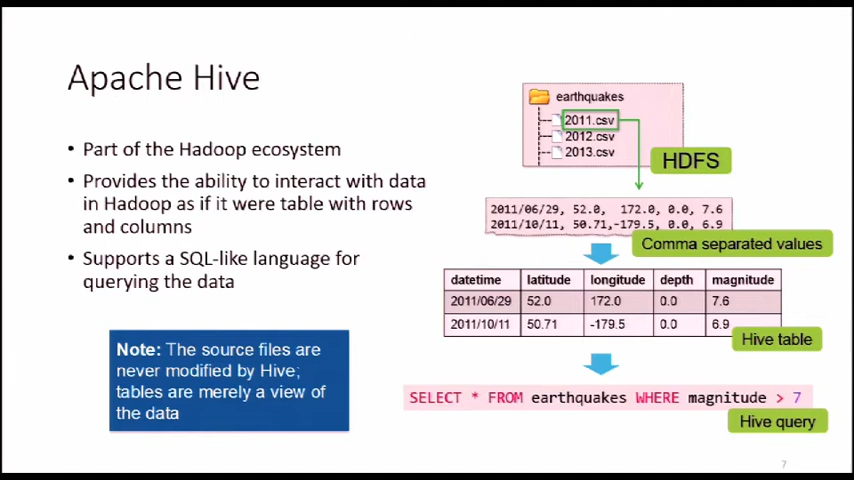 Apache Hive
• Part of the Hadoop ecosystem
• Provides the ability to interact with data
in Hadoop as if it were table with rows
and columns
• Supports a SQL-like language for
querying the data
Note: The source files are
never modified by Hive;
tables are merely a view of
the data
earthquakes
2011.csv
2012.csv
2013.csv
HDFS
2011/06/29, 52.0, 172.0, 0.0, 7.6
2011/10/11, 50.71,-179.5, 0.0, 6.9
Comma separated values
datetime latitude longitude depth magnitude
2011/06/29 52.0 172.0 0.0 7.6
2011/10/11 50.71 -179.5 0.0 6.9
Hive table
SELECT * FROM earthquakes WHERE magnitude > 7
Hive query
7